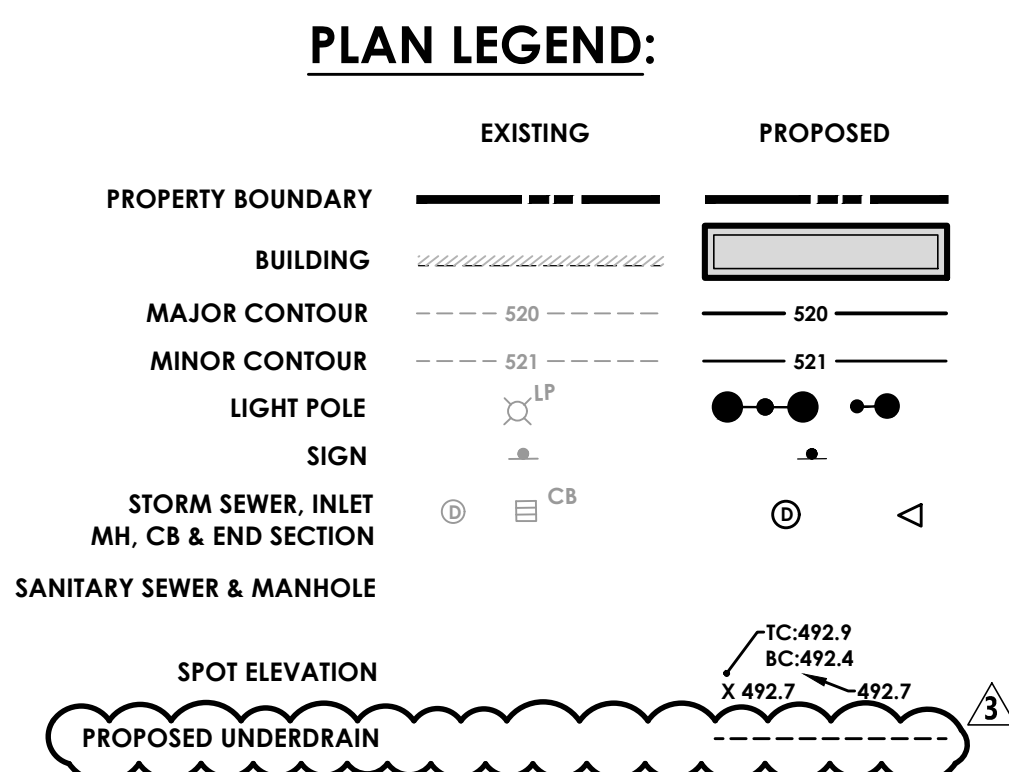 PLAN LEGEND:
EXISTING PROPOSED
PROPERTY BOUNDARY
BUILDING
MAJOR CONTOUR 520 520
MINOR CONTOUR 521 521
LIGHT POLE LP
SIGN
STORM SEWER, INLET
MH, CB & END SECTION D CB D
SANITARY SEWER & MANHOLE
TC:492.9
BC:492.4
SPOT ELEVATION
X 492.7 492.7
3
PROPOSED UNDERDRAIN